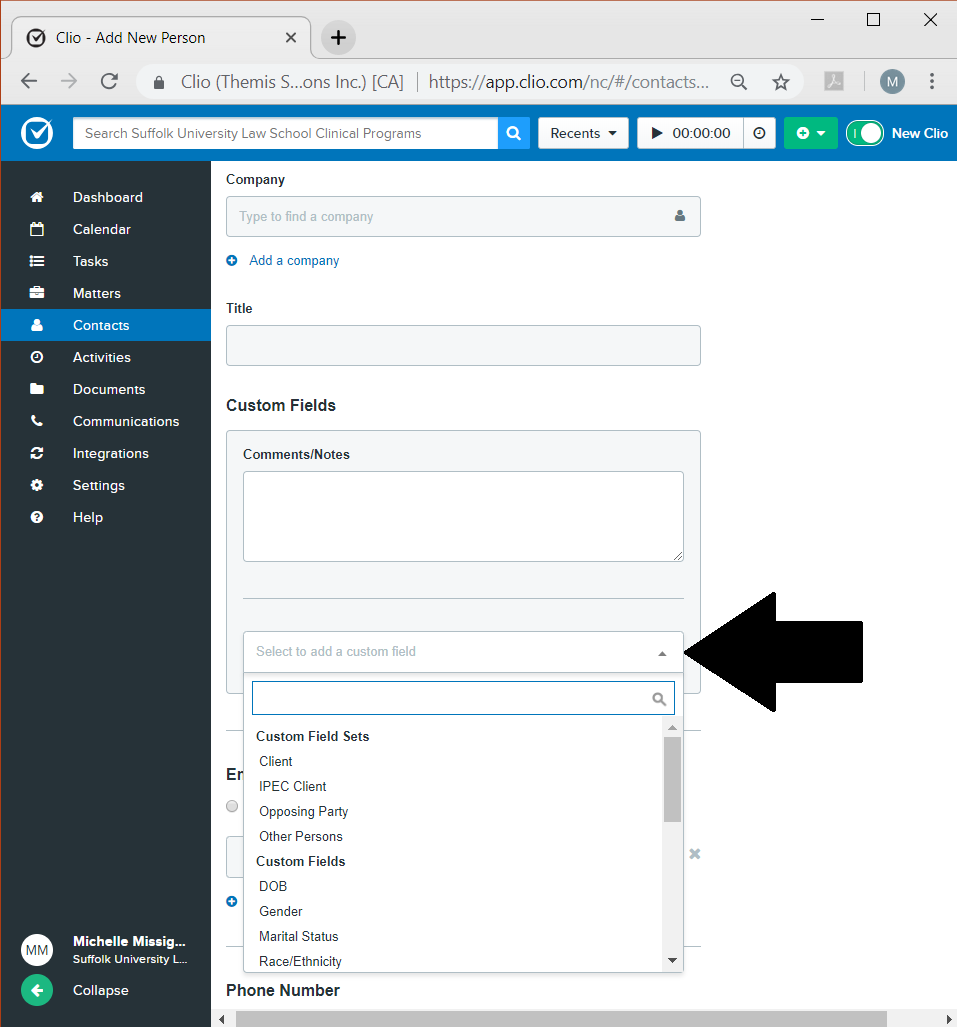 Clio - Add New Person
Clio (Themis S...ons Inc.) [CA] https://app.clio.com/nc/#/contacts... M
Search Suffolk University Law School Clinical Programs Recents 00:00:00 New Clio
Dashboard
Calendar
Tasks
Matters
Contacts
Activities
Documents
Communications
Integrations
Settings
Help
MM Michelle Missig...
Suffolk University L...
Collapse
Company
Type to find a company
Add a company
Title
Custom Fields
Comments/Notes
Select to add a custom field
Custom Field Sets
Client
IPEC Client
Opposing Party
Other Persons
Custom Fields
DOB
Gender
Marital Status
Race/Ethnicity
Phone Number